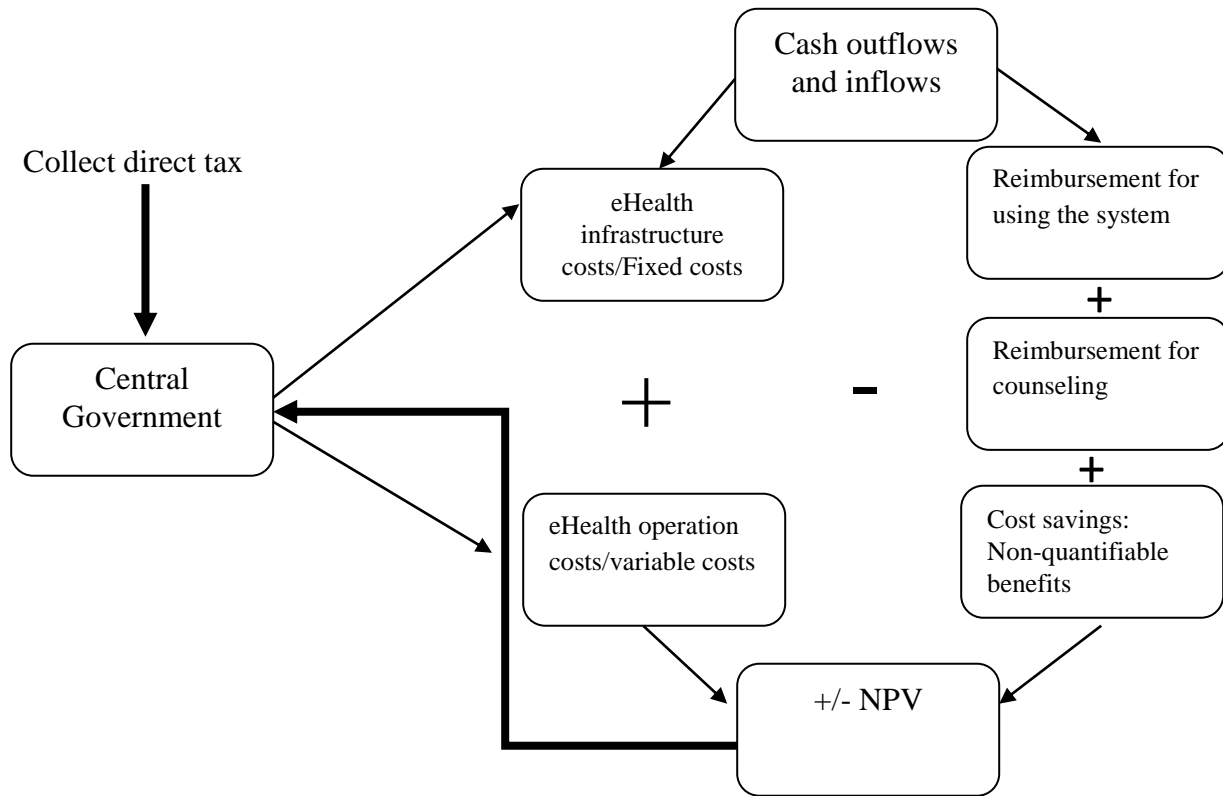 Cash outflows
and inflows
Collect direct tax
eHealth
infrastructure
costs/Fixed costs
Reimbursement for
using the system
+
Central
Government
+
-
Reimbursement for
counseling
+
eHealth operation
costs/variable costs
Cost savings:
Non-quantifiable
benefits
+/- NPV